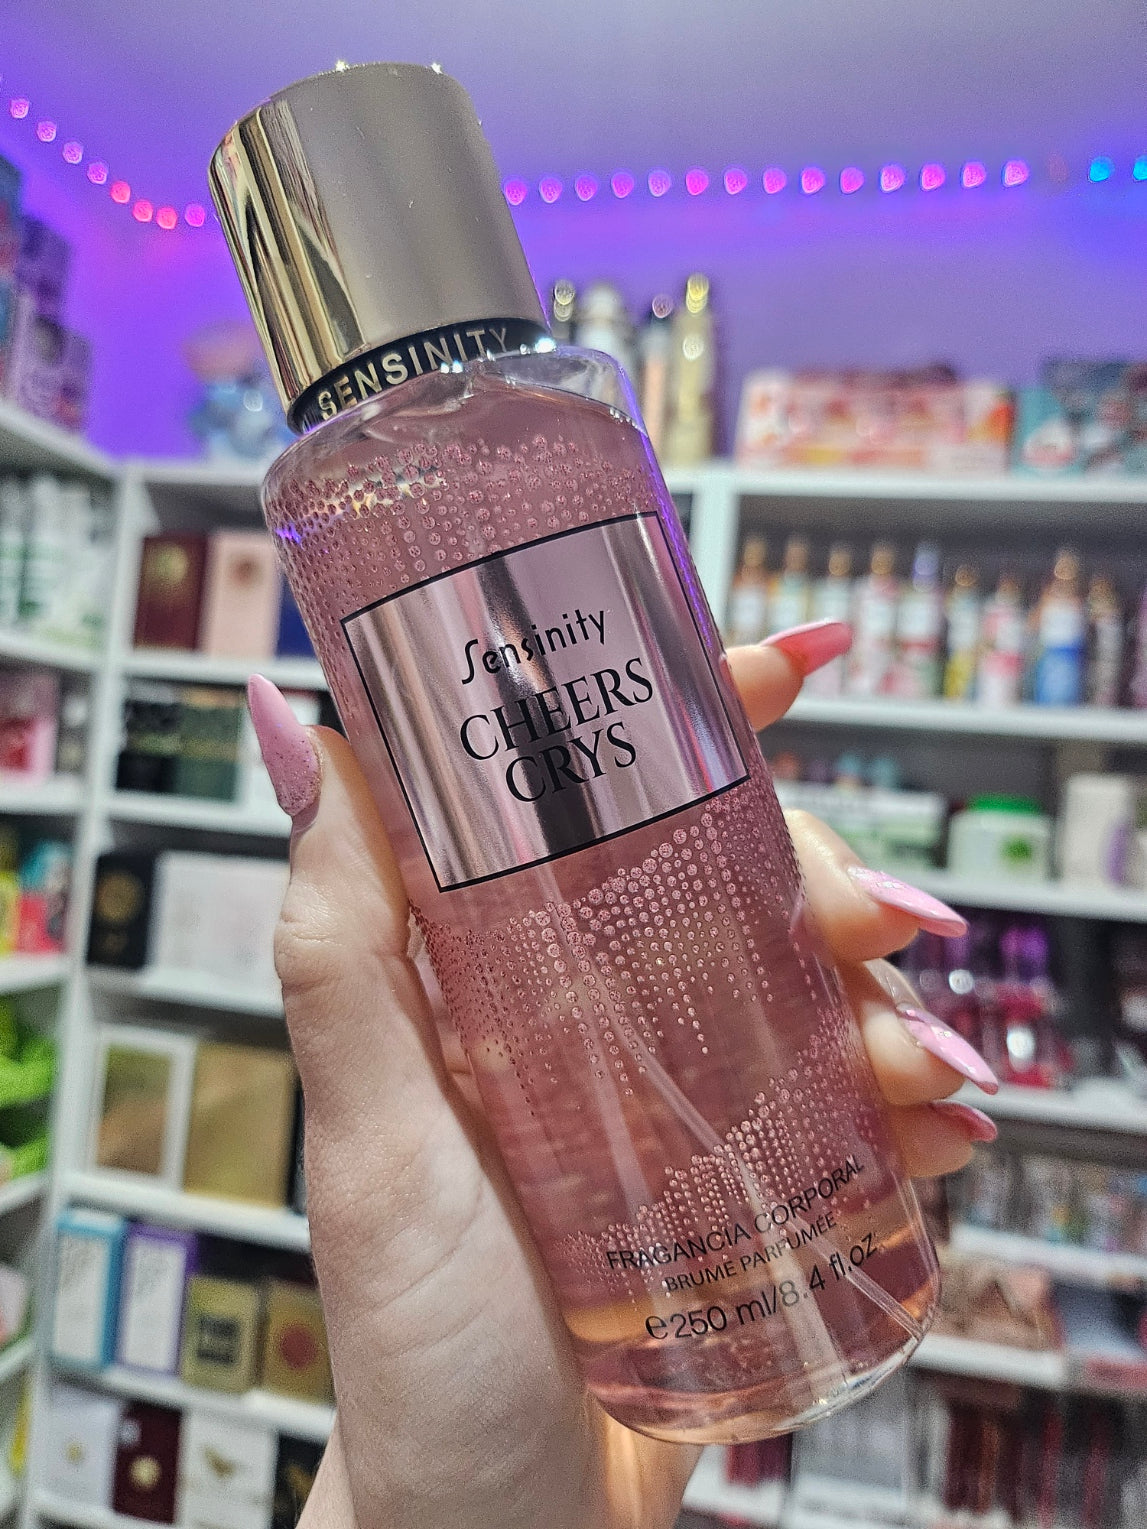 SENSINITY
Sensinity
CHEERS
CRYS
FRAGANCIA CORPORAL
BRUME PARFUMÉE
℮250 ml/8.4 fl.oz.